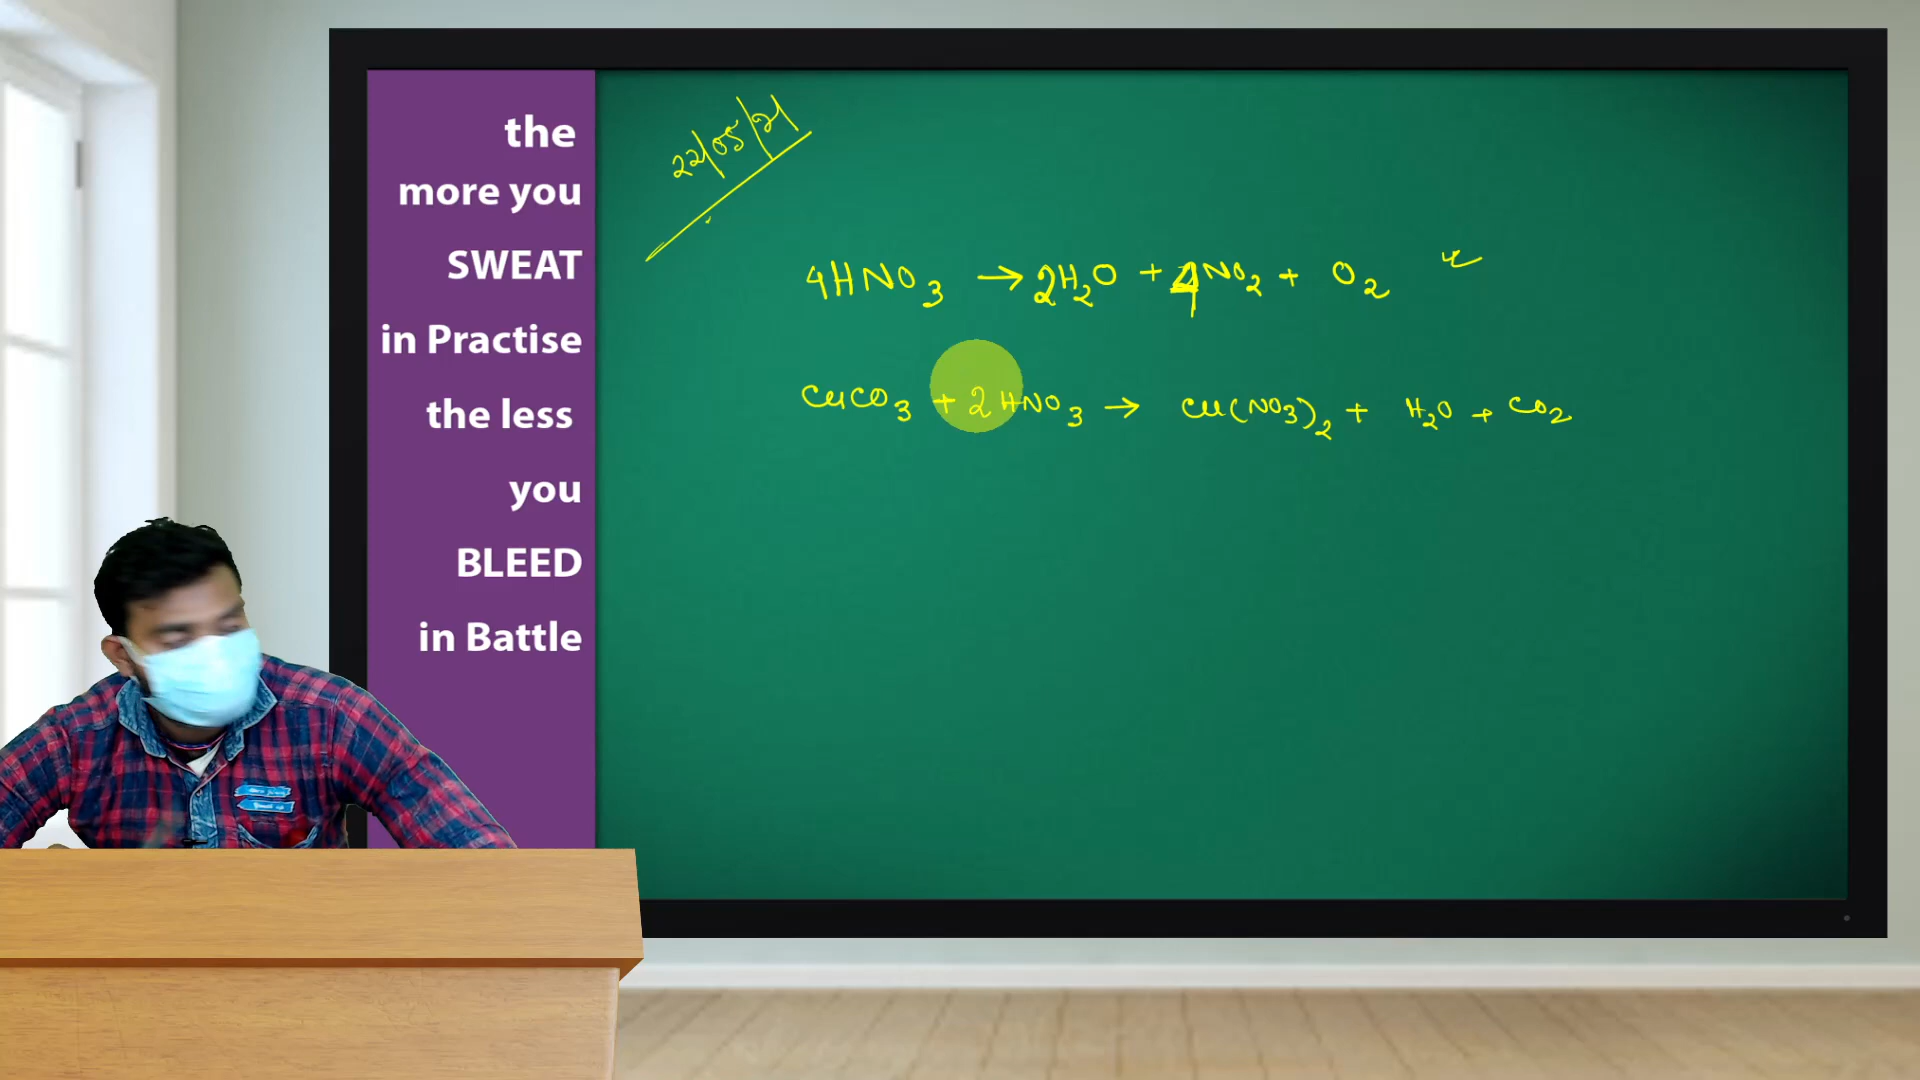 the
more you
SWEAT
in Practise
the less
you
BLEED
in Battle
22/05/21
4HNO3 → 2H2O + 4NO2 + O2
CuCO3 + 2HNO3 → Cu(NO3)2 + H2O + CO2